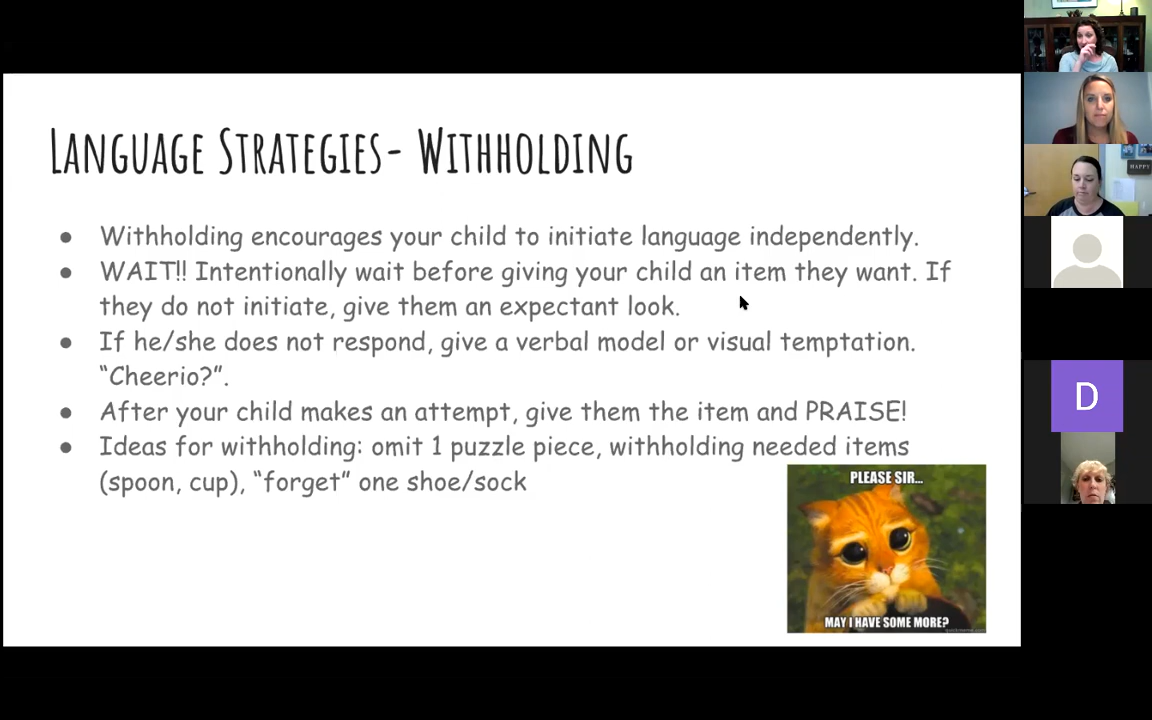 Language Strategies- Withholding
● Withholding encourages your child to initiate language independently.
● WAIT!! Intentionally wait before giving your child an item they want. If
they do not initiate, give them an expectant look.
● If he/she does not respond, give a verbal model or visual temptation.
“Cheerio?”.
● After your child makes an attempt, give them the item and PRAISE!
● Ideas for withholding: omit 1 puzzle piece, withholding needed items
(spoon, cup), “forget” one shoe/sock
PLEASE SIR...
MAY I HAVE SOME MORE?
HAPPY
D